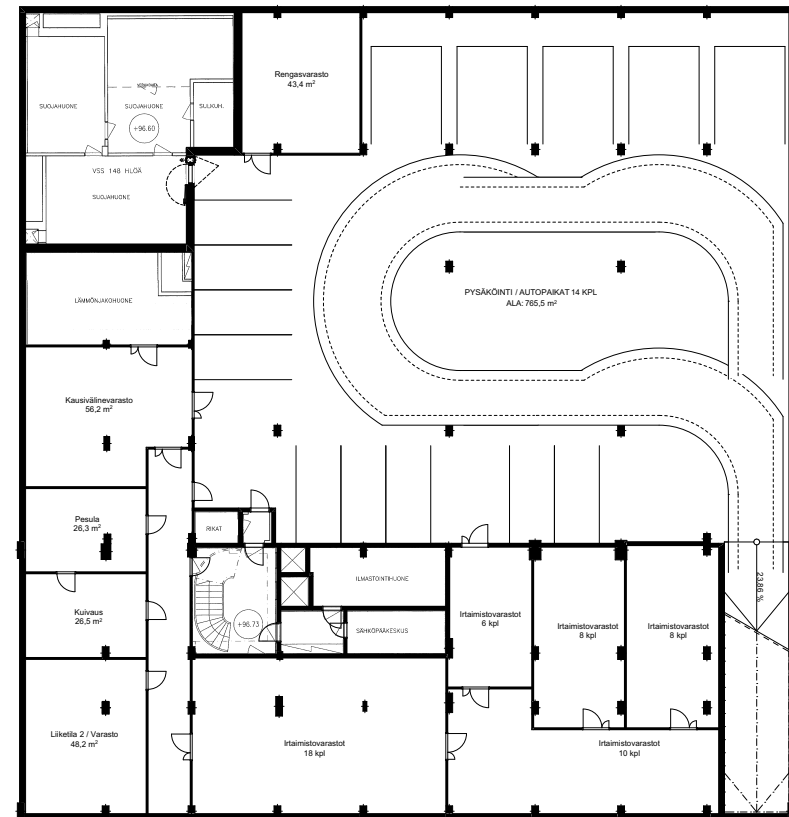 Rengasvarasto
43,4 m²
SUOJAHUONE
SUOJAHUONE
SULKUH.
+96.60
VSS 148 HLÖÄ
SUOJAHUONE
LÄMMÖNJAKOHUONE
PYSÄKÖINTI / AUTOPAIKAT 14 KPL
ALA: 765,5 m²
Kausivälinevarasto
56,2 m²
Pesula
26,3 m²
RIKAT
Kuivaus
26,5 m²
+96.73
ILMASTOINTIHUONE
SÄHKÖPÄÄKESKUS
Irtaimistovarastot
6 kpl
Irtaimistovarastot
8 kpl
Irtaimistovarastot
8 kpl
23,86 %
Liiketila 2 / Varasto
48,2 m²
Irtaimistovarastot
18 kpl
Irtaimistovarastot
10 kpl